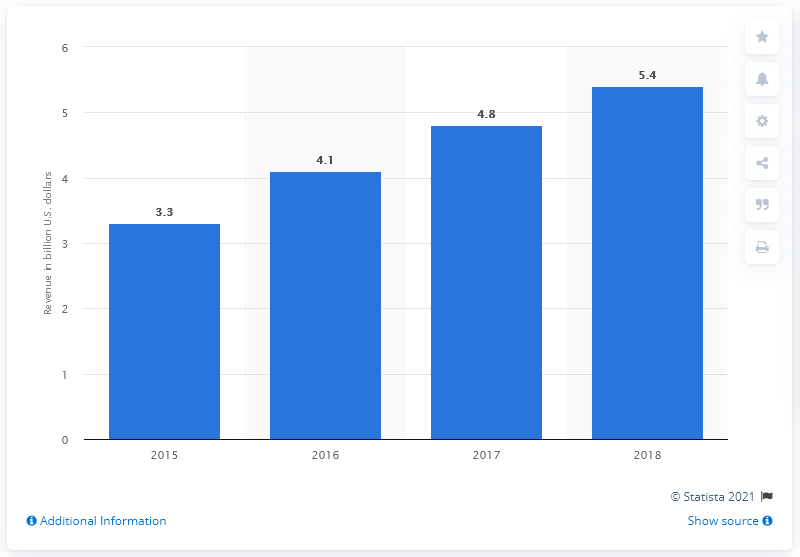 6
5
4
3
2
1
0
Revenue in billion U.S. dollars
3.3
4.1
4.8
5.4
2015 2016 2017 2018
© Statista 2021
Additional Information
Show source